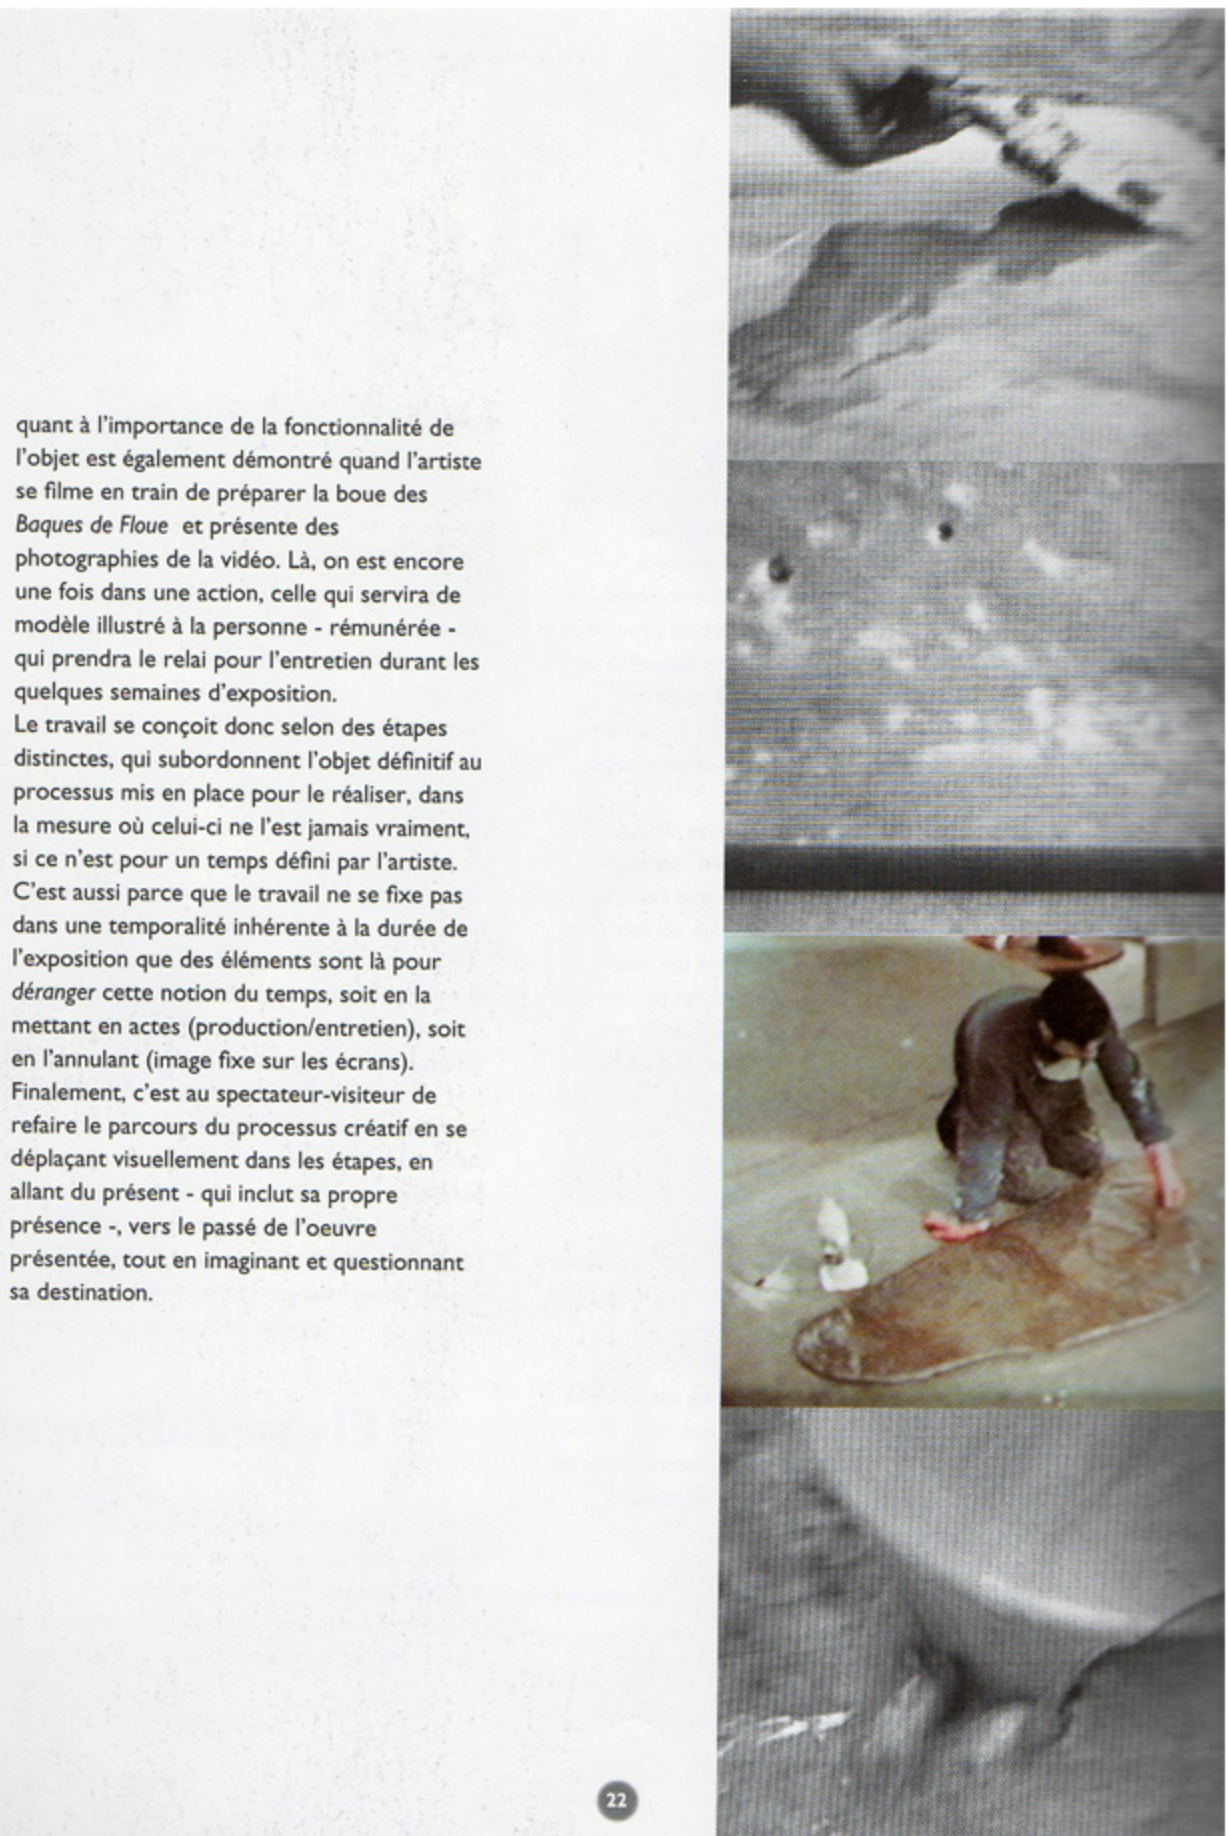 quant à l'importance de la fonctionnalité de
l'objet est également démontré quand l'artiste
se filme en train de préparer la boue des
Baques de Floue et présente des
photographies de la vidéo. Là, on est encore
une fois dans une action, celle qui servira de
modèle illustré à la personne - rémunérée -
qui prendra le relai pour l'entretien durant les
quelques semaines d'exposition.
Le travail se conçoit donc selon des étapes
distinctes, qui subordonnent l'objet définitif au
processus mis en place pour le réaliser, dans
la mesure où celui-ci ne l'est jamais vraiment,
si ce n'est pour un temps défini par l'artiste.
C'est aussi parce que le travail ne se fixe pas
dans une temporalité inhérente à la durée de
l'exposition que des éléments sont là pour
déranger cette notion du temps, soit en la
mettant en actes (production/entretien), soit
en l'annulant (image fixe sur les écrans).
Finalement, c'est au spectateur-visiteur de
refaire le parcours du processus créatif en se
déplaçant visuellement dans les étapes, en
allant du présent - qui inclut sa propre
présence -, vers le passé de l'oeuvre
présentée, tout en imaginant et questionnant
sa destination.
22